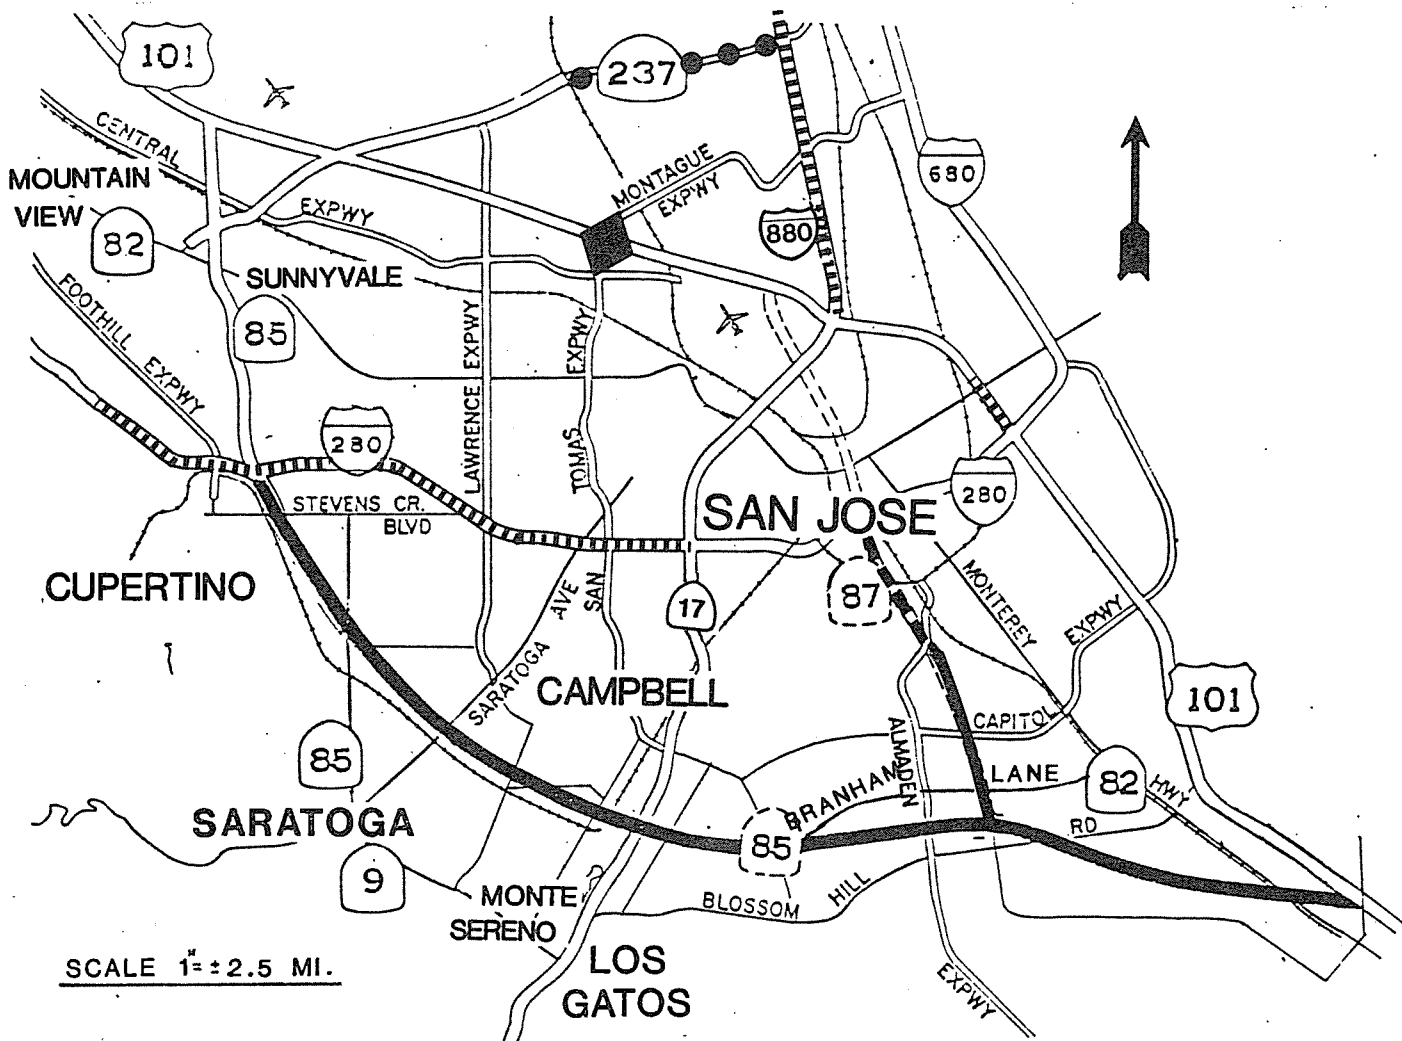 101
237
CENTRAL
EXPWY
MONTAGUE
EXPWY
680
MOUNTAIN
VIEW
82
880
SUNNYVALE
FOOTHILL EXPWY
85
LAWRENCE EXPWY
SAN TOMAS EXPWY
280
STEVENS CR.
BLVD
SAN JOSE
280
CUPERTINO
87
17
MONTEREY
HWY
SARATOGA AVE
CAPITOL EXPWY
CAMPBELL
101
85
ALMADEN
EXPWY
BRANHAM LANE
82
SARATOGA
85
9
BLOSSOM HILL RD
MONTE
SERENO
LOS
GATOS
SCALE 1"= ±2.5 MI.